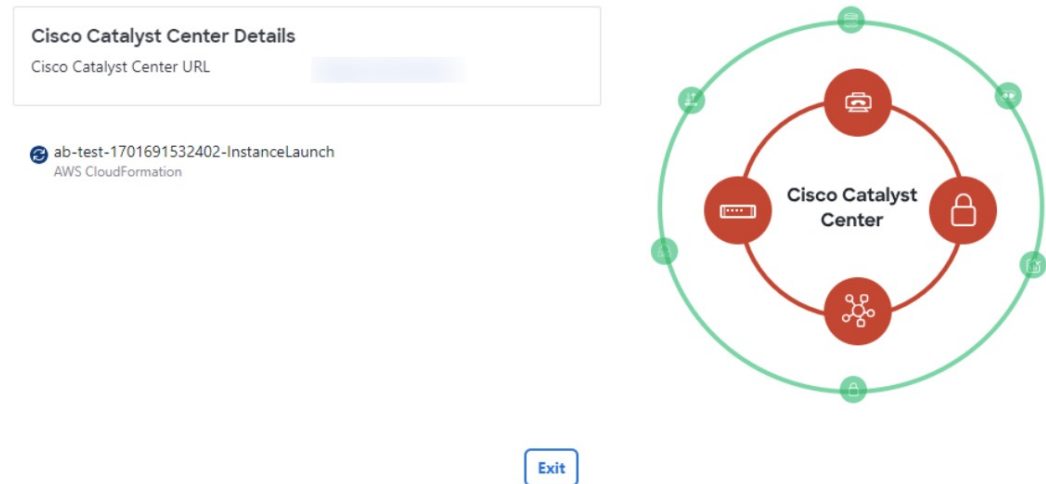 Cisco Catalyst Center Details
Cisco Catalyst Center URL
ab-test-1701691532402-InstanceLaunch
AWS CloudFormation
Cisco Catalyst
Center
Exit